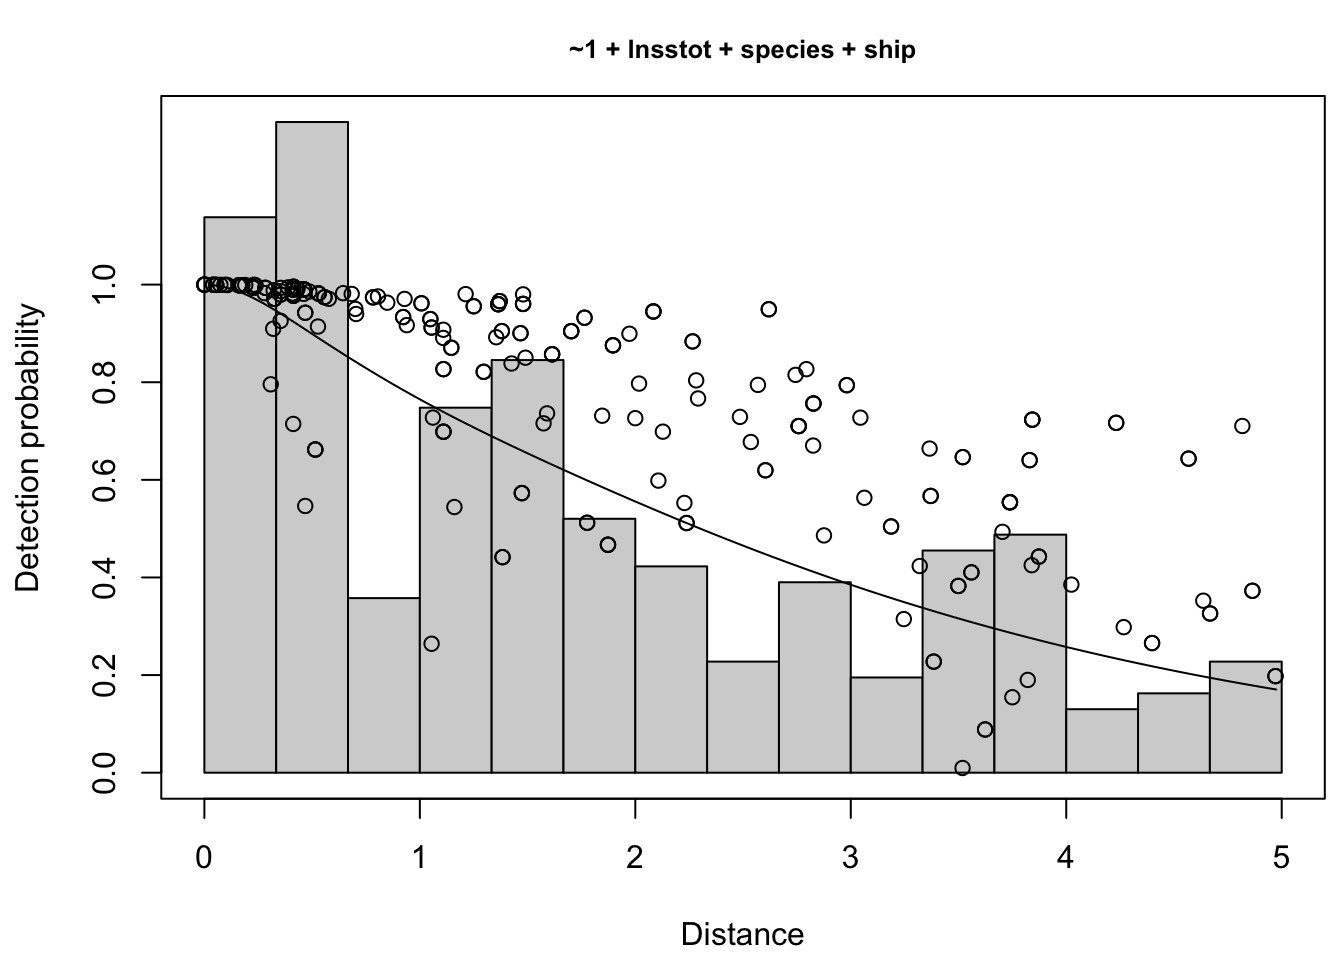 ~1 + lnsstot + species + ship
Detection probability
1.0
0.8
0.6
0.4
0.2
0.0
0 1 2 3 4 5
Distance